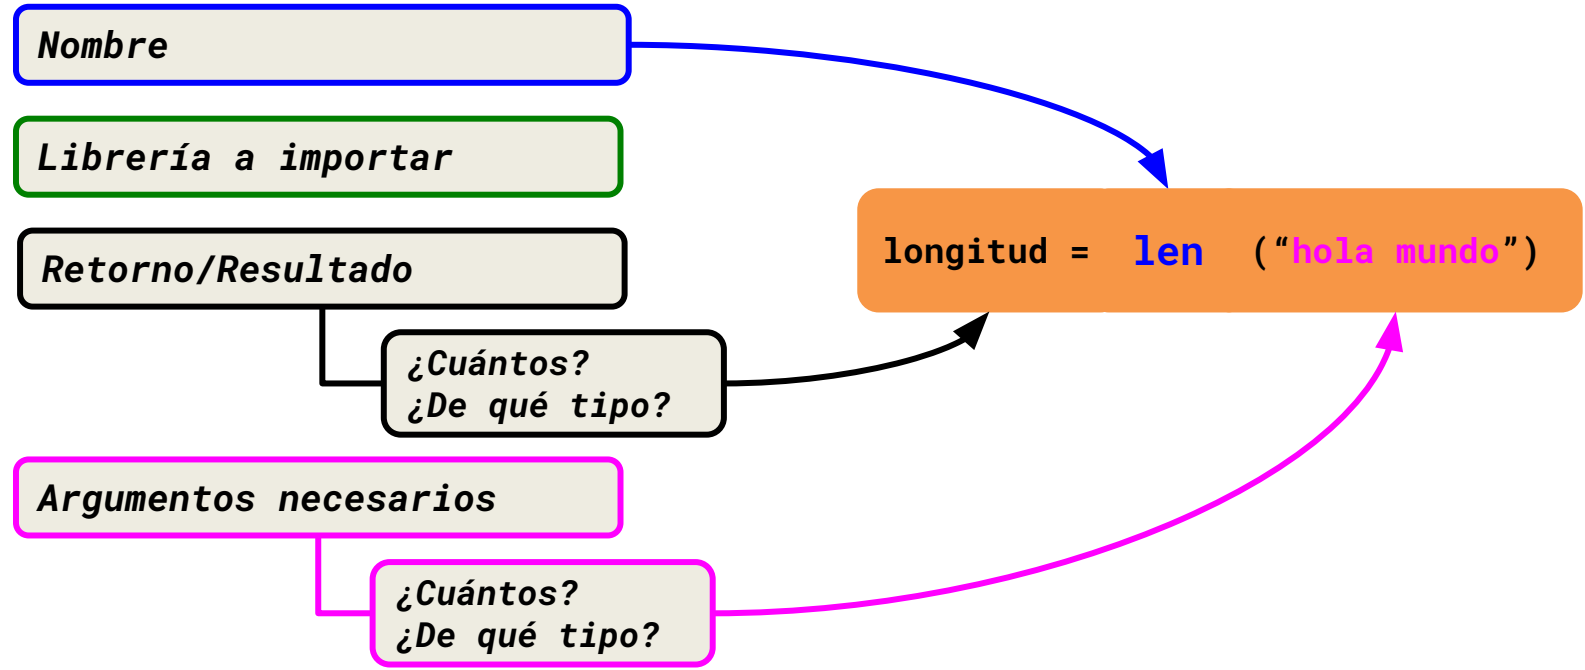 Nombre
Librería a importar
Retorno/Resultado
¿Cuántos?
¿De qué tipo?
Argumentos necesarios
¿Cuántos?
¿De qué tipo?
longitud = len (“hola mundo”)